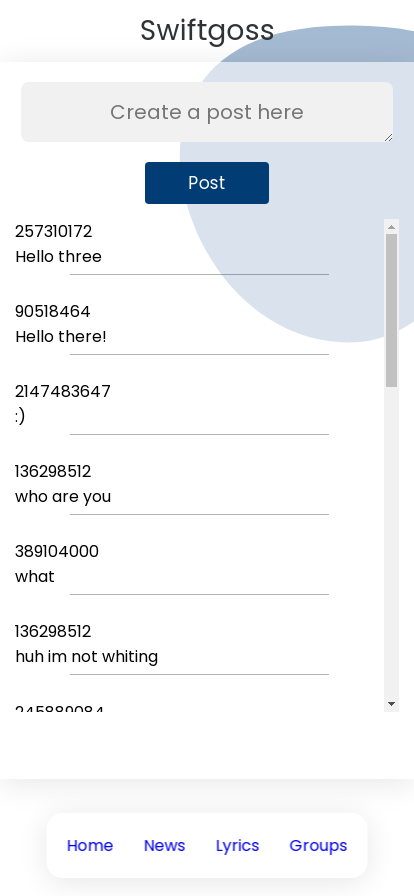 Swiftgoss
Create a post here
Post
257310172
Hello three
90518464
Hello there!
2147483647
:)
136298512
who are you
389104000
what
136298512
huh im not whiting
245889084
Home News Lyrics Groups